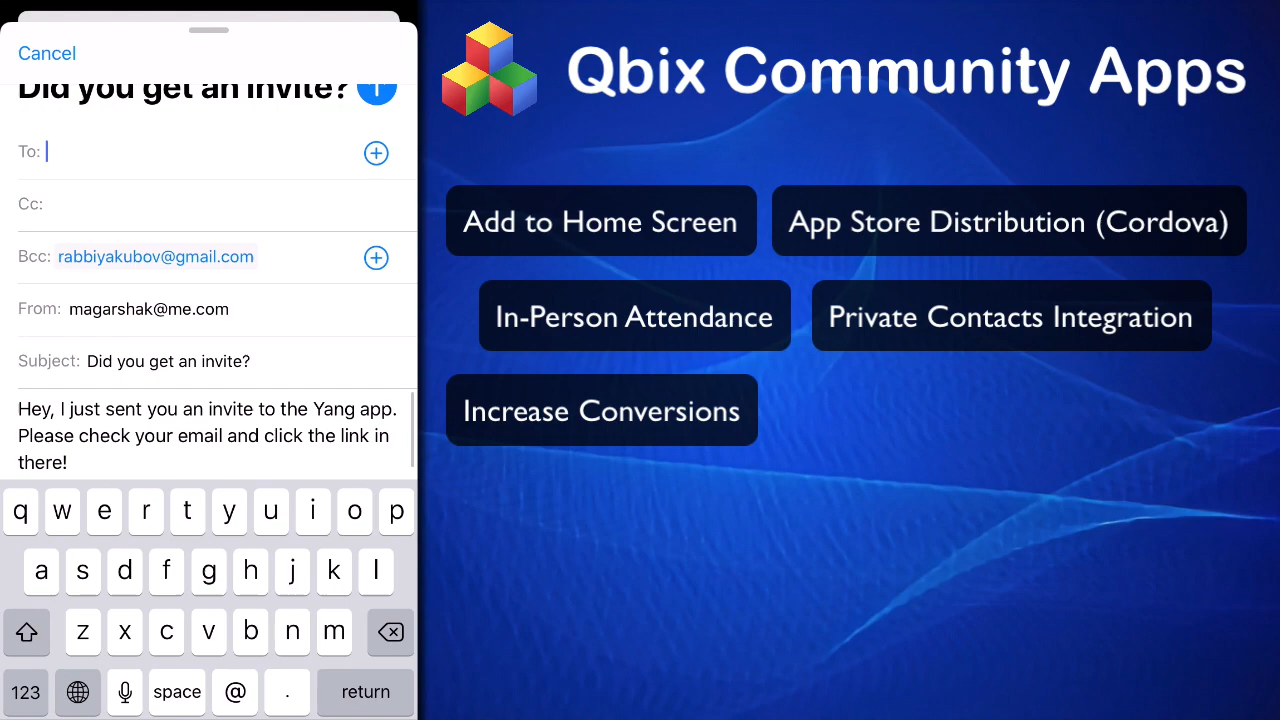 Cancel
Did you get an invite?
To:
Cc:
Bcc: rabbiyakubov@gmail.com
From: magarshak@me.com
Subject: Did you get an invite?
Hey, I just sent you an invite to the Yang app.
Please check your email and click the link in
there!
q w e r t y u i o p
a s d f g h j k l
z x c v b n m
123 space @ . return
Qbix Community Apps
Add to Home Screen App Store Distribution (Cordova)
In-Person Attendance Private Contacts Integration
Increase Conversions